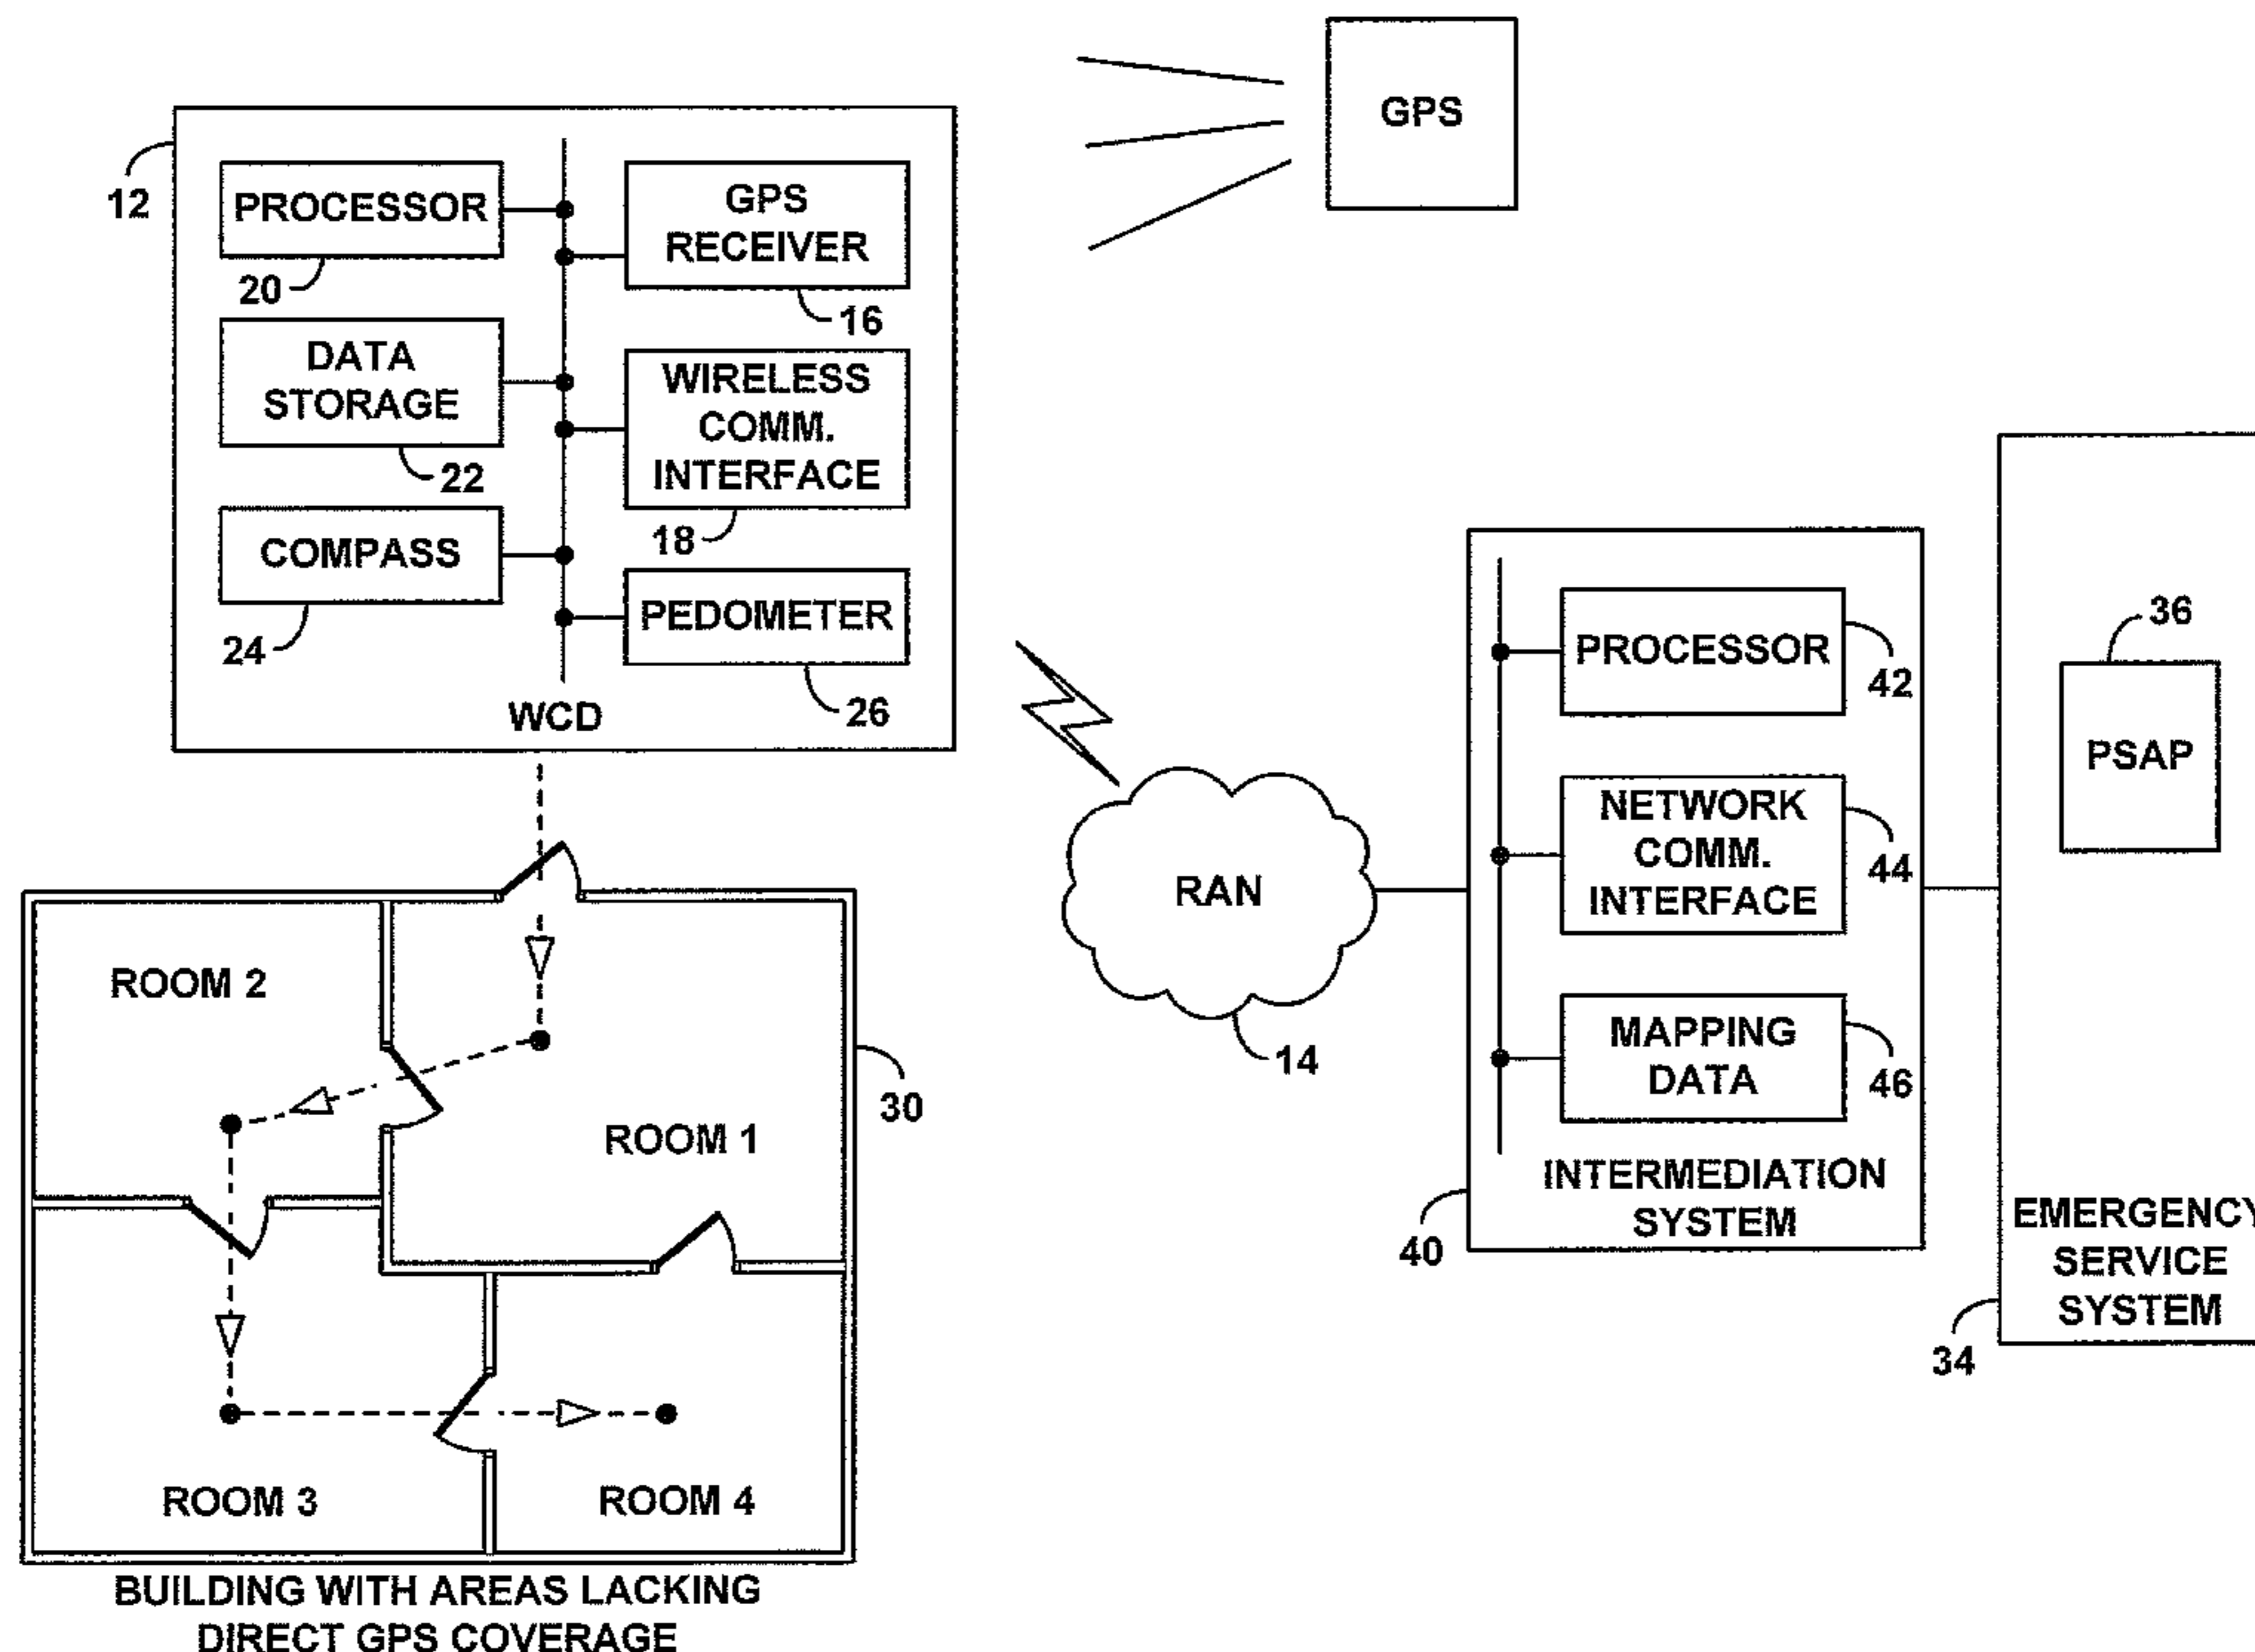 GPS
12
PROCESSOR
20
GPS
RECEIVER
16
DATA
STORAGE
22
WIRELESS
COMM.
INTERFACE
18
COMPASS
24
PEDOMETER
26
WCD
ROOM 2
ROOM 1
30
ROOM 3
ROOM 4
BUILDING WITH AREAS LACKING
DIRECT GPS COVERAGE
RAN
14
PROCESSOR
42
NETWORK
COMM.
INTERFACE
44
MAPPING
DATA
46
INTERMEDIATION
SYSTEM
40
36
PSAP
EMERGENCY
SERVICE
SYSTEM
34